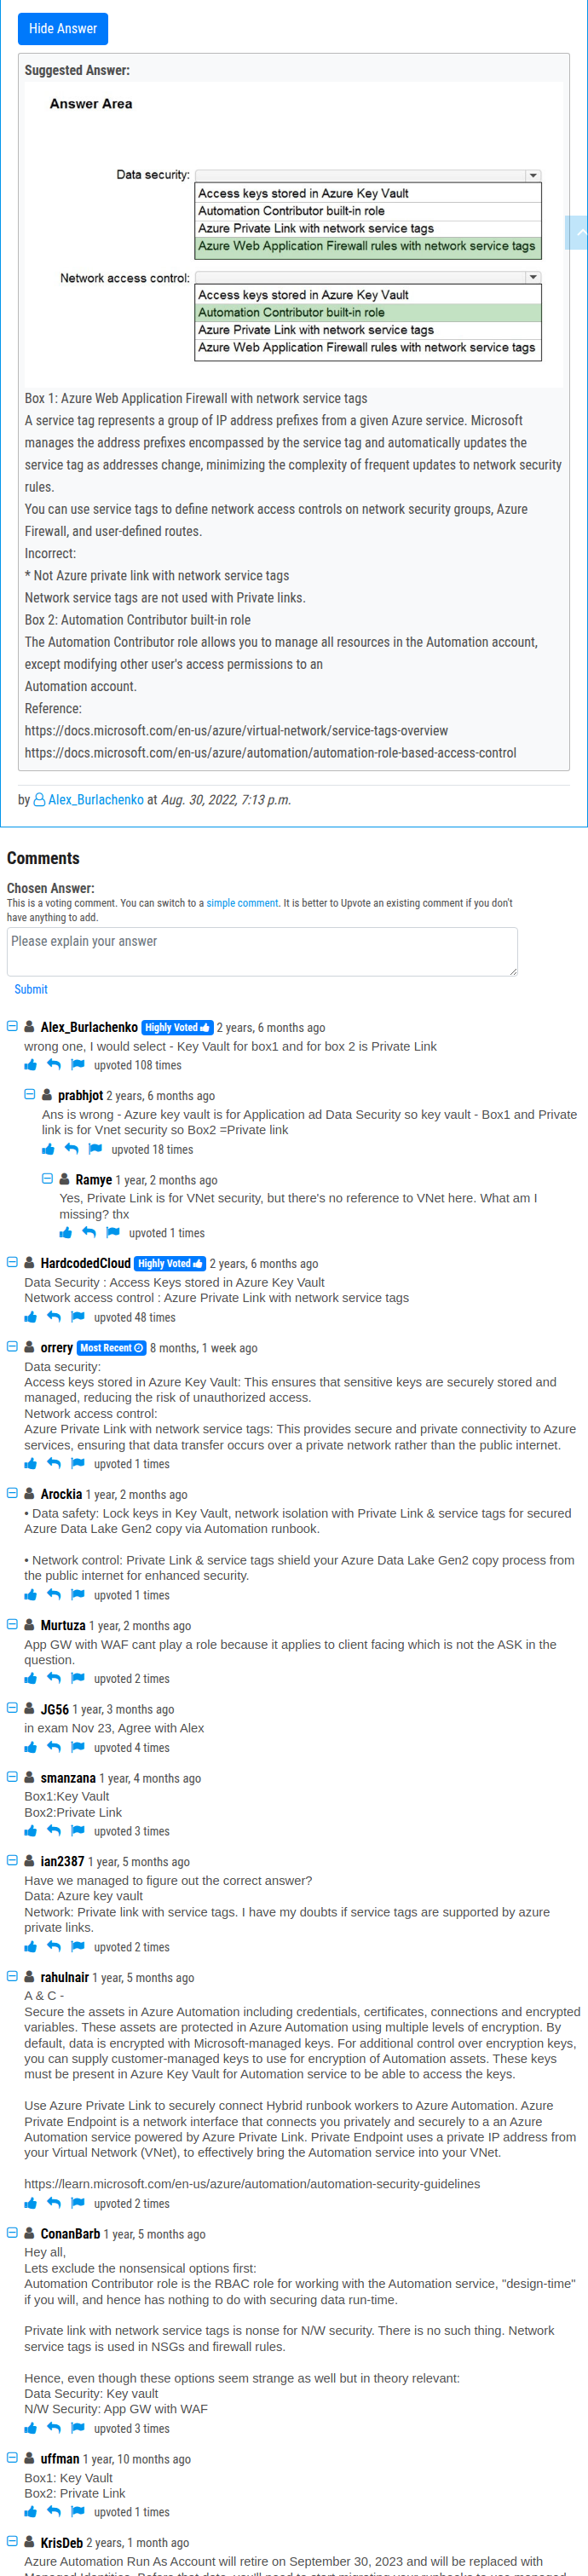 Hide Answer
Suggested Answer:
Answer Area
Data security:
Access keys stored in Azure Key Vault
Automation Contributor built-in role
Azure Private Link with network service tags
Azure Web Application Firewall rules with network service tags
Network access control:
Access keys stored in Azure Key Vault
Automation Contributor built-in role
Azure Private Link with network service tags
Azure Web Application Firewall rules with network service tags
Box 1: Azure Web Application Firewall with network service tags
A service tag represents a group of IP address prefixes from a given Azure service. Microsoft
manages the address prefixes encompassed by the service tag and automatically updates the
service tag as addresses change, minimizing the complexity of frequent updates to network security
rules.
You can use service tags to define network access controls on network security groups, Azure
Firewall, and user-defined routes.
Incorrect:
* Not Azure private link with network service tags
Network service tags are not used with Private links.
Box 2: Automation Contributor built-in role
The Automation Contributor role allows you to manage all resources in the Automation account,
except modifying other user's access permissions to an
Automation account.
Reference:
https://docs.microsoft.com/en-us/azure/virtual-network/service-tags-overview
https://docs.microsoft.com/en-us/azure/automation/automation-role-based-access-control
by Alex_Burlachenko at Aug. 30, 2022, 7:13 p.m.
Comments
Chosen Answer:
This is a voting comment. You can switch to a simple comment. It is better to Upvote an existing comment if you don't
have anything to add.
Please explain your answer
Submit
Alex_Burlachenko Highly Voted 2 years, 6 months ago
wrong one, I would select - Key Vault for box1 and for box 2 is Private Link
upvoted 108 times
prabhjot 2 years, 6 months ago
Ans is wrong - Azure key vault is for Application ad Data Security so key vault - Box1 and Private
link is for Vnet security so Box2 =Private link
upvoted 18 times
Ramye 1 year, 2 months ago
Yes, Private Link is for VNet security, but there's no reference to VNet here. What am I
missing? thx
upvoted 1 times
HardcodedCloud Highly Voted 2 years, 6 months ago
Data Security : Access Keys stored in Azure Key Vault
Network access control : Azure Private Link with network service tags
upvoted 48 times
orrery Most Recent 8 months, 1 week ago
Data security:
Access keys stored in Azure Key Vault: This ensures that sensitive keys are securely stored and
managed, reducing the risk of unauthorized access.
Network access control:
Azure Private Link with network service tags: This provides secure and private connectivity to Azure
services, ensuring that data transfer occurs over a private network rather than the public internet.
upvoted 1 times
Arockia 1 year, 2 months ago
• Data safety: Lock keys in Key Vault, network isolation with Private Link & service tags for secured
Azure Data Lake Gen2 copy via Automation runbook.
• Network control: Private Link & service tags shield your Azure Data Lake Gen2 copy process from
the public internet for enhanced security.
upvoted 1 times
Murtuza 1 year, 2 months ago
App GW with WAF cant play a role because it applies to client facing which is not the ASK in the
question.
upvoted 2 times
JG56 1 year, 3 months ago
in exam Nov 23, Agree with Alex
upvoted 4 times
smanzana 1 year, 4 months ago
Box1:Key Vault
Box2:Private Link
upvoted 3 times
ian2387 1 year, 5 months ago
Have we managed to figure out the correct answer?
Data: Azure key vault
Network: Private link with service tags. I have my doubts if service tags are supported by azure
private links.
upvoted 2 times
rahulnair 1 year, 5 months ago
A & C -
Secure the assets in Azure Automation including credentials, certificates, connections and encrypted
variables. These assets are protected in Azure Automation using multiple levels of encryption. By
default, data is encrypted with Microsoft-managed keys. For additional control over encryption keys,
you can supply customer-managed keys to use for encryption of Automation assets. These keys
must be present in Azure Key Vault for Automation service to be able to access the keys.
Use Azure Private Link to securely connect Hybrid runbook workers to Azure Automation. Azure
Private Endpoint is a network interface that connects you privately and securely to a an Azure
Automation service powered by Azure Private Link. Private Endpoint uses a private IP address from
your Virtual Network (VNet), to effectively bring the Automation service into your VNet.
https://learn.microsoft.com/en-us/azure/automation/automation-security-guidelines
upvoted 2 times
ConanBarb 1 year, 5 months ago
Hey all,
Lets exclude the nonsensical options first:
Automation Contributor role is the RBAC role for working with the Automation service, "design-time"
if you will, and hence has nothing to do with securing data run-time.
Private link with network service tags is nonse for N/W security. There is no such thing. Network
service tags is used in NSGs and firewall rules.
Hence, even though these options seem strange as well but in theory relevant:
Data Security: Key vault
N/W Security: App GW with WAF
upvoted 3 times
uffman 1 year, 10 months ago
Box1: Key Vault
Box2: Private Link
upvoted 1 times
KrisDeb 2 years, 1 month ago
Azure Automation Run As Account will retire on September 30, 2023 and will be replaced with